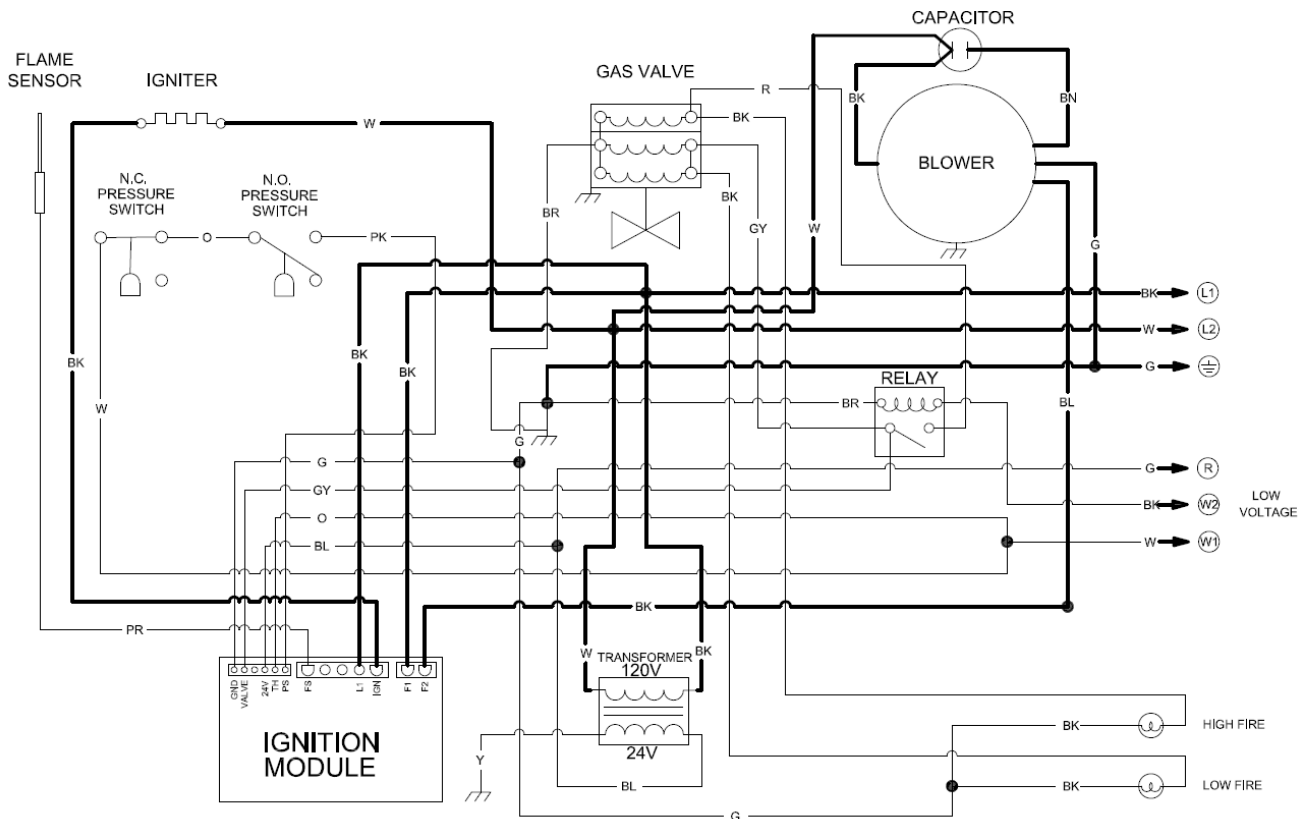 CAPACITOR
FLAME
SENSOR
IGNITER
GAS VALVE
R
BK
BK
BN
W
BK
BLOWER
N.C.
PRESSURE
SWITCH
N.O.
PRESSURE
SWITCH
BK
BR
O
PK
GY
W
G
BK
L1
W
L2
BK
BK
BK
G
RELAY
W
BR
BL
G
G
G
R
GY
BK
W2
LOW
VOLTAGE
O
BL
W
W1
BK
PR
W
TRANSFORMER
BK
120V
GND
VALVE
24V
TH
PS
FS
L1
IGN
F1
F2
BK
HIGH FIRE
IGNITION
MODULE
24V
Y
BL
BK
LOW FIRE
G